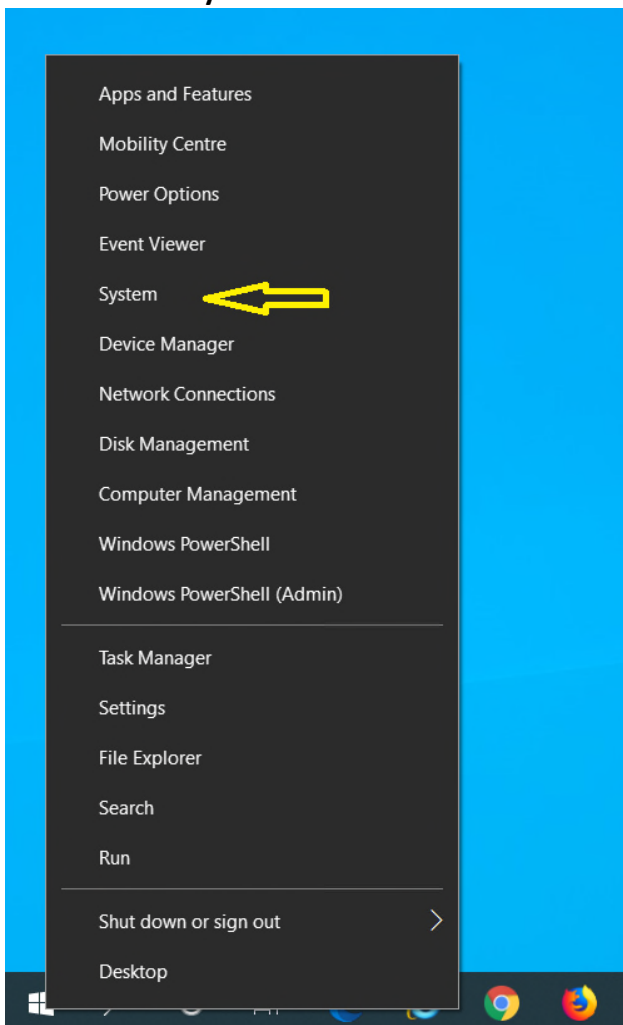 Apps and Features
Mobility Centre
Power Options
Event Viewer
System
Device Manager
Network Connections
Disk Management
Computer Management
Windows PowerShell
Windows PowerShell (Admin)
Task Manager
Settings
File Explorer
Search
Run
Shut down or sign out
Desktop